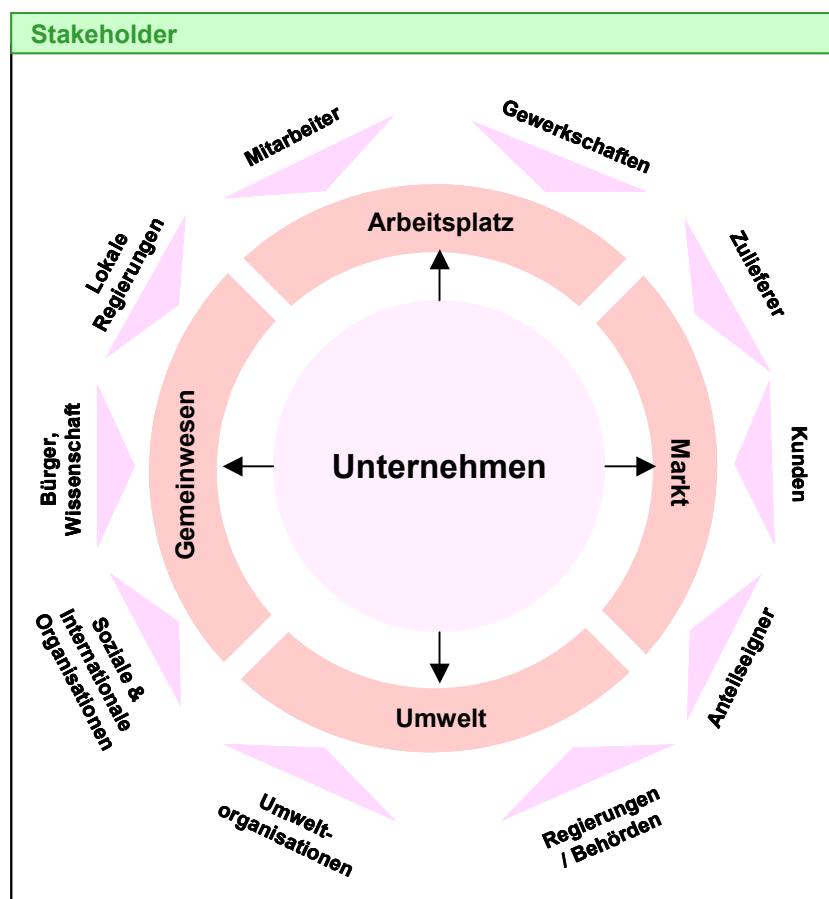 Stakeholder
Mitarbeiter
Gewerkschaften
Lokale
Regierungen
Arbeitsplatz
Zulieferer
Bürger,
Wissenschaft
Gemeinwesen
Unternehmen
Markt
Kunden
Soziale &
Internationale
Organisationen
Umwelt
Anteilseigner
Umwelt-
organisationen
Regierungen
/ Behörden